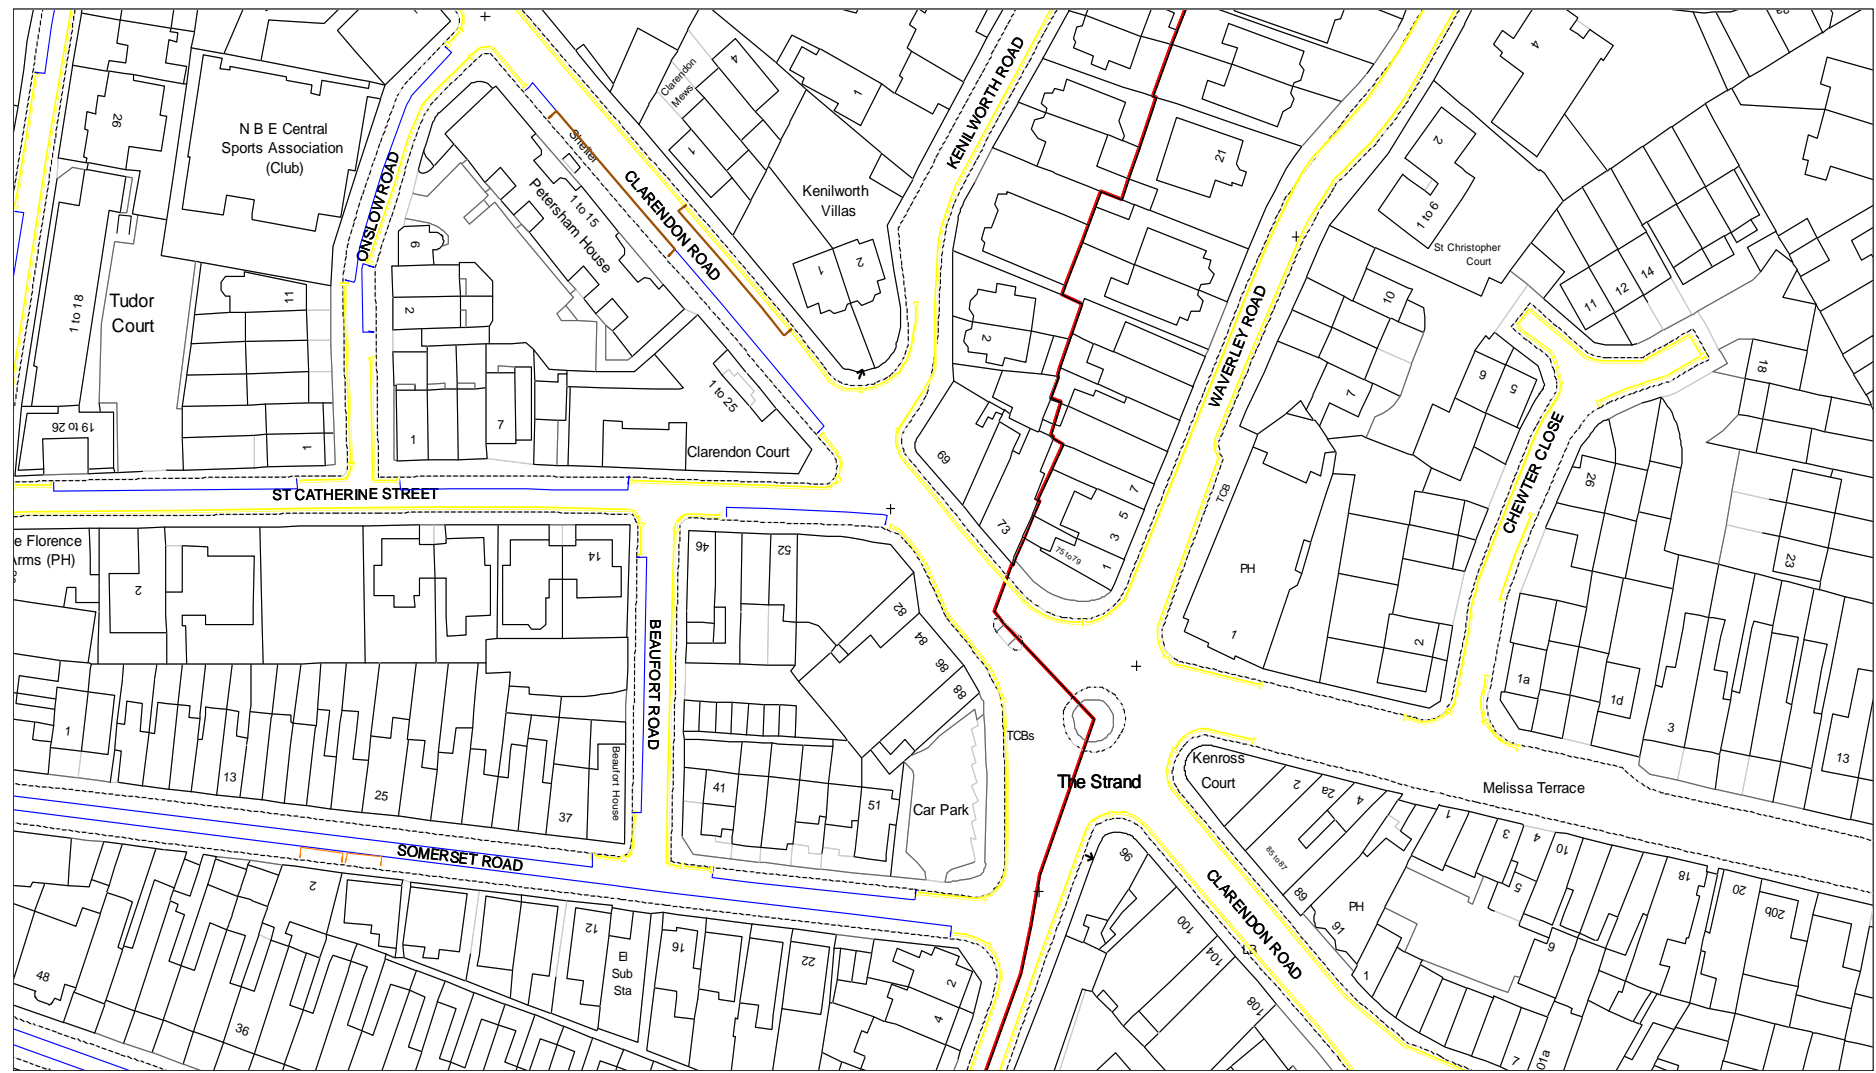 26
N B E Central
Sports Association
(Club)
ONSLOW ROAD
Clarendon
Mews
4
1
1
Shelter
CLARENDON ROAD
Kenilworth
Villas
1
2
KENILWORTH ROAD
21
WAVERLEY ROAD
4
2
1 to 6
St Christopher
Court
11
12
14
10
7
6
5
CHEWTER CLOSE
18
26
23
Tudor
Court
1 to 18
19 to 26
11
1
9
2
1
7
1 to 15
Petersham House
1 to 25
Clarendon Court
ST CATHERINE STREET
e Florence
Arms (PH)
2
14
46
52
BEAUFORT ROAD
82
84
86
88
69
73
75 to 79
1
3
5
7
2
TCB
PH
1
2
1a
1d
3
13
TCBs
The Strand
Kenross
Court
Melissa Terrace
1
13
25
37
Beaufort House
41
51
Car Park
SOMERSET ROAD
2
12
El
Sub
Sta
16
22
2
4
48
36
96
100
104
108
13
CLARENDON ROAD
2
2a
4
85 to 87
89
PH
91
1
1
3
4
10
5
9
18
20
20b
7
01a